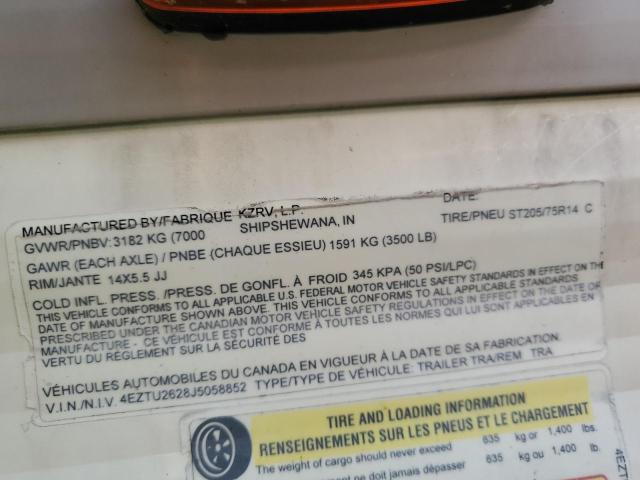 MANUFACTURED BY/FABRIQUE KZRV, L.P. DATE:
GVWR/PNBV: 3182 KG (7000 SHIPSHEWANA, IN TIRE/PNEU ST205/75R14 C
GAWR (EACH AXLE) / PNBE (CHAQUE ESSIEU) 1591 KG (3500 LB)
RIM/JANTE 14X5.5 JJ
COLD INFL. PRESS. /PRESS. DE GONFL. À FROID 345 KPA (50 PSI/LPC)
THIS VEHICLE CONFORMS TO ALL APPLICABLE U.S. FEDERAL MOTOR VEHICLE SAFETY STANDARDS IN EFFECT ON THE
DATE OF MANUFACTURE SHOWN ABOVE. THIS VEHICLE CONFORMS TO ALL APPLICABLE STANDARDS
PRESCRIBED UNDER THE CANADIAN MOTOR VEHICLE SAFETY REGULATIONS IN EFFECT ON THE DATE OF
MANUFACTURE - CE VÉHICULE EST CONFORME À TOUTES LES NORMES QUI LUI SONT APPLICABLES EN
VERTU DU RÉGLEMENT SUR LA SÉCURITÉ DES
VÉHICULES AUTOMOBILES DU CANADA EN VIGUEUR À LA DATE DE SA FABRICATION.
V.I.N./N.I.V. 4EZTU2628J5058852 TYPE/TYPE DE VÉHICULE: TRAILER TRA/REM TRA
TIRE AND LOADING INFORMATION
RENSEIGNEMENTS SUR LES PNEUS ET LE CHARGEMENT
The weight of cargo should never exceed 635 kg or 1,400 lbs.
ment ne doit jamais dépasser 635 kg ou 1,400 lb.
4EZT